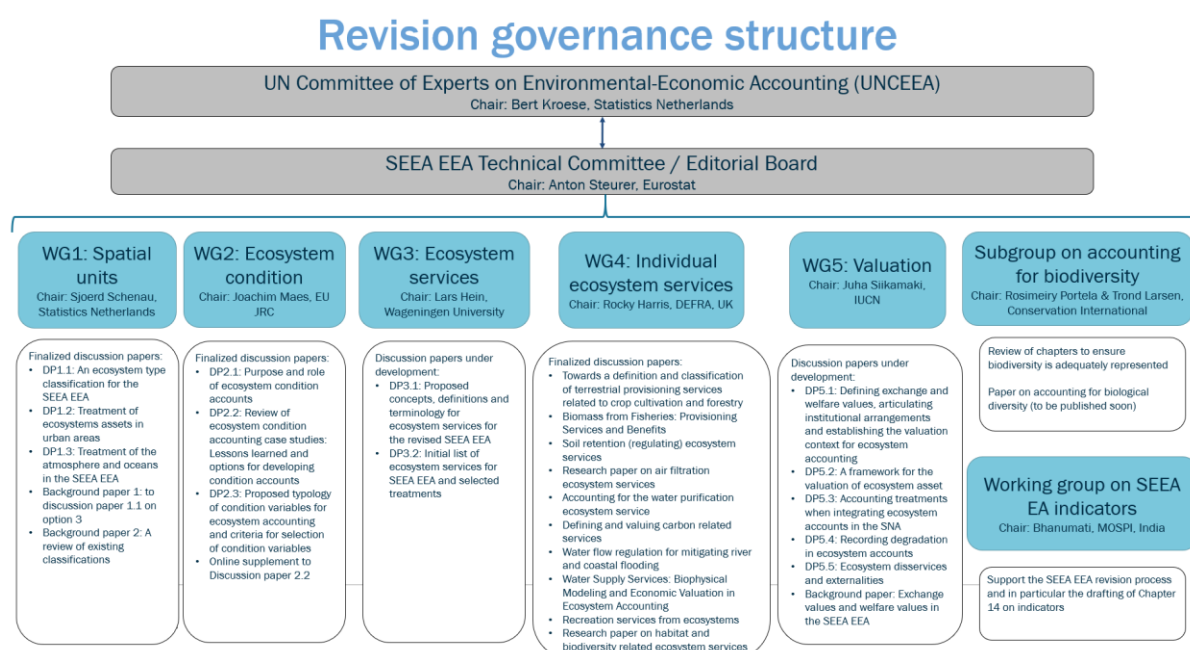 Revision governance structure
UN Committee of Experts on Environmental-Economic Accounting (UNCEEA)
Chair: Bert Kroese, Statistics Netherlands
SEEA EEA Technical Committee / Editorial Board
Chair: Anton Steurer, Eurostat
WG1: Spatial
units
Chair: Sjoerd Schenau,
Statistics Netherlands
Finalized discussion papers:
• DP1.1: An ecosystem type
classification for the
SEEA EEA
• DP1.2: Treatment of
ecosystems assets in
urban areas
• DP1.3: Treatment of the
atmosphere and oceans
in the SEEA EEA
• Background paper 1: to
discussion paper 1.1 on
option 3
• Background paper 2: A
review of existing
classifications
WG2: Ecosystem
condition
Chair: Joachim Maes, EU
JRC
Finalized discussion papers:
• DP2.1: Purpose and role
of ecosystem condition
accounts
• DP2.2: Review of
ecosystem condition
accounting case studies:
Lessons learned and
options for developing
condition accounts
• DP2.3: Proposed typology
of condition variables for
ecosystem accounting
and criteria for selection
of condition variables
• Online supplement to
Discussion paper 2.2
WG3: Ecosystem
services
Chair: Lars Hein,
Wageningen University
Discussion papers under
development:
• DP3.1: Proposed
concepts, definitions and
terminology for
ecosystem services for
the revised SEEA EEA
• DP3.2: Initial list of
ecosystem services for
SEEA EEA and selected
treatments
WG4: Individual
ecosystem services
Chair: Rocky Harris, DEFRA, UK
Finalized discussion papers:
• Towards a definition and classification
of terrestrial provisioning services
related to crop cultivation and forestry
• Biomass from Fisheries: Provisioning
Services and Benefits
• Soil retention (regulating) ecosystem
services
• Research paper on air filtration
ecosystem services
• Accounting for the water purification
ecosystem service
• Defining and valuing carbon related
services
• Water flow regulation for mitigating river
and coastal flooding
• Water Supply Services: Biophysical
Modeling and Economic Valuation in
Ecosystem Accounting
• Recreation services from ecosystems
• Research paper on habitat and
biodiversity related ecosystem services
WG5: Valuation
Chair: Juha Siikamaki,
IUCN
Discussion papers under
development:
• DP5.1: Defining exchange and
welfare values, articulating
institutional arrangements
and establishing the valuation
context for ecosystem
accounting
• DP5.2: A framework for the
valuation of ecosystem asset
• DP5.3: Accounting treatments
when integrating ecosystem
accounts in the SNA
• DP5.4: Recording degradation
in ecosystem accounts
• DP5.5: Ecosystem disservices
and externalities
• Background paper: Exchange
values and welfare values in
the SEEA EEA
Subgroup on accounting
for biodiversity
Chair: Rosimeiry Portela & Trond Larsen,
Conservation International
Review of chapters to ensure
biodiversity is adequately represented
Paper on accounting for biological
diversity (to be published soon)
Working group on SEEA
EA indicators
Chair: Bhanumati, MOSPI, India
Support the SEEA EEA revision process
and in particular the drafting of Chapter
14 on indicators